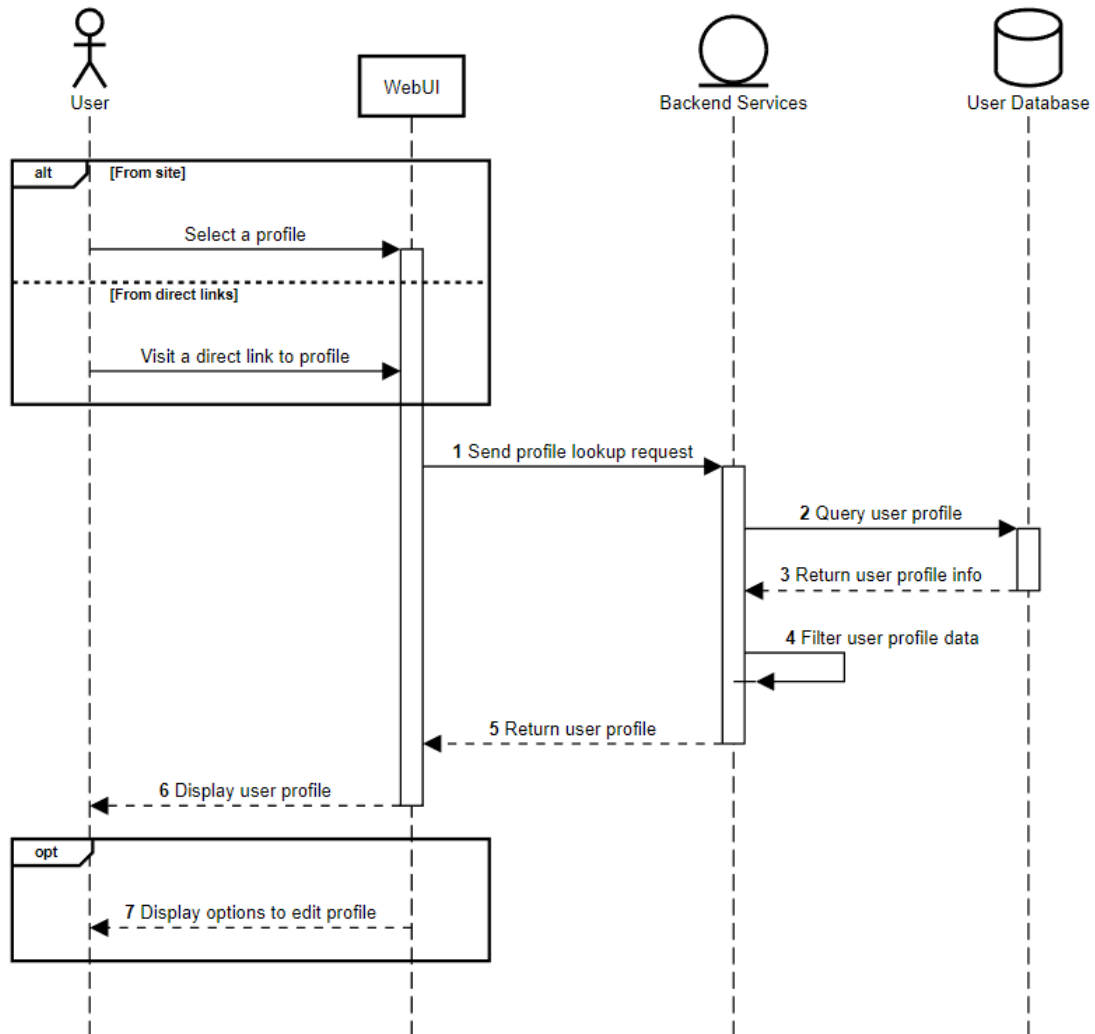 User
WebUI
Backend Services
User Database
alt
[From site]
Select a profile
[From direct links]
Visit a direct link to profile
1 Send profile lookup request
2 Query user profile
3 Return user profile info
4 Filter user profile data
5 Return user profile
6 Display user profile
opt
7 Display options to edit profile